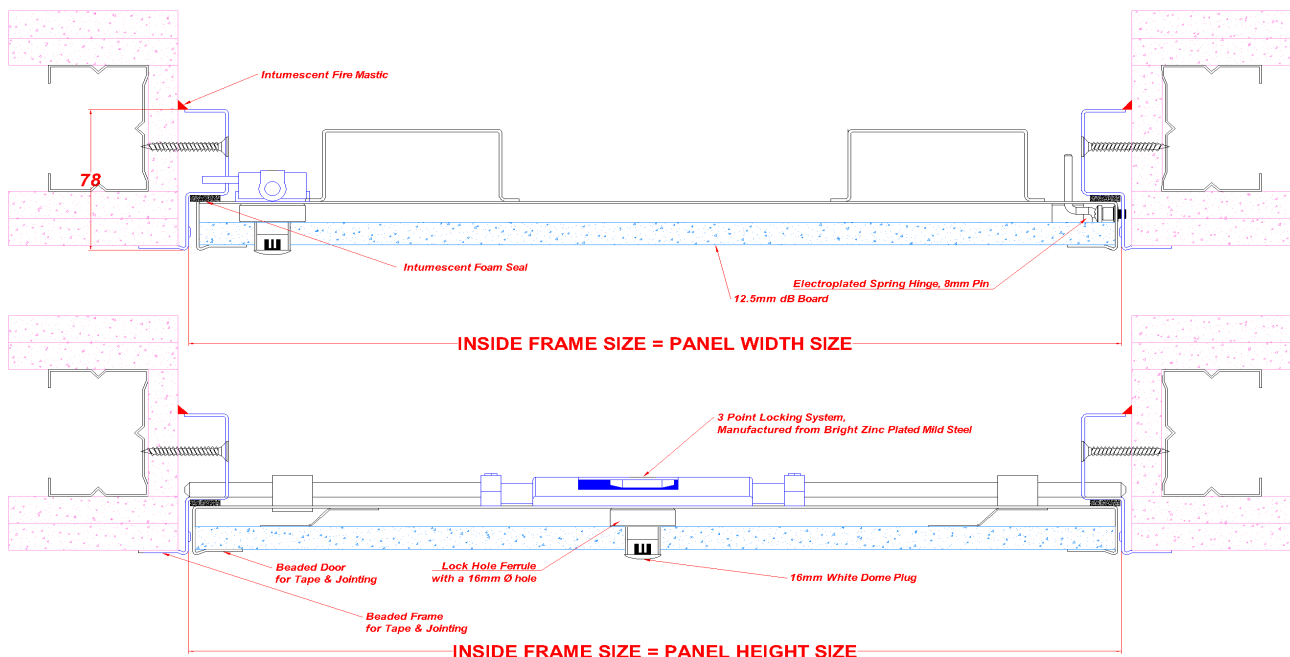 Intumescent Fire Mastic
78
Intumescent Foam Seal
Electroplated Spring Hinge, 8mm Pin
12.5mm dB Board
INSIDE FRAME SIZE = PANEL WIDTH SIZE
3 Point Locking System,
Manufactured from Bright Zinc Plated Mild Steel
Beaded Door
for Tape & Jointing
Lock Hole Ferrule
with a 16mm Ø hole
16mm White Dome Plug
Beaded Frame
for Tape & Jointing
INSIDE FRAME SIZE = PANEL HEIGHT SIZE